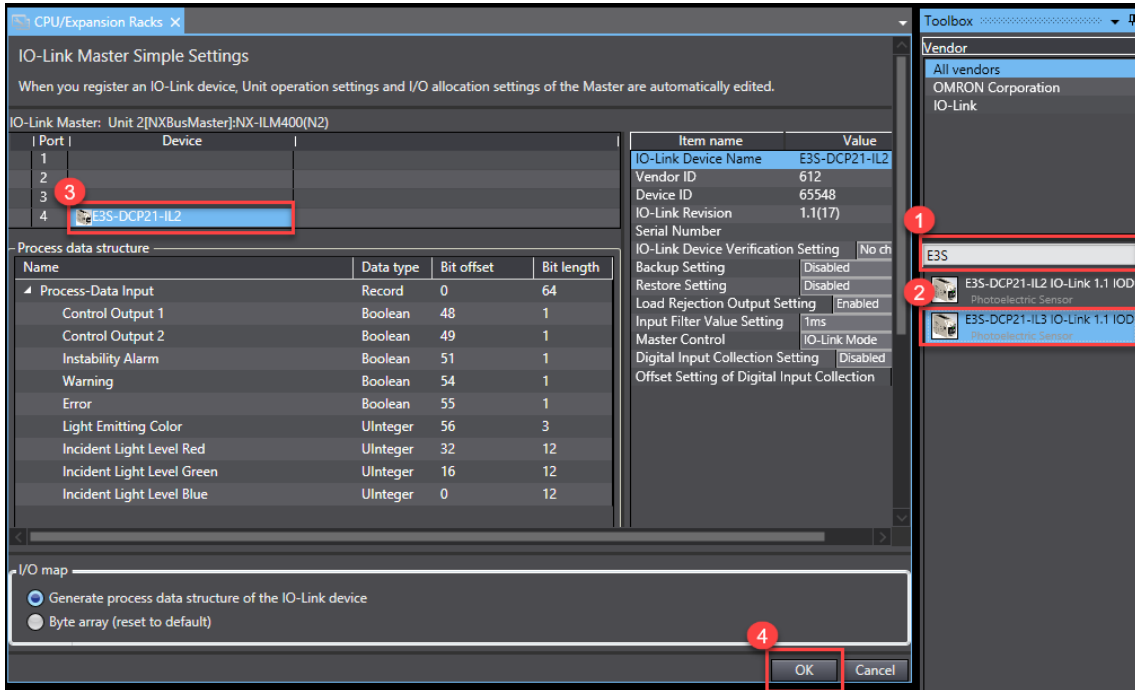 CPU/Expansion Racks
IO-Link Master Simple Settings
When you register an IO-Link device, Unit operation settings and I/O allocation settings of the Master are automatically edited.
IO-Link Master: Unit 2[NXBusMaster]:NX-ILM400(N2)
Port Device
1
2
3
4 E3S-DCP21-IL2
3
Process data structure
Name Data type Bit offset Bit length
Process-Data Input Record 0 64
Control Output 1 Boolean 48 1
Control Output 2 Boolean 49 1
Instability Alarm Boolean 51 1
Warning Boolean 54 1
Error Boolean 55 1
Light Emitting Color UInteger 56 3
Incident Light Level Red UInteger 32 12
Incident Light Level Green UInteger 16 12
Incident Light Level Blue UInteger 0 12
Item name Value
IO-Link Device Name E3S-DCP21-IL2
Vendor ID 612
Device ID 65548
IO-Link Revision 1.1(17)
Serial Number
IO-Link Device Verification Setting No ch
Backup Setting Disabled
Restore Setting Disabled
Load Rejection Output Setting Enabled
Input Filter Value Setting 1ms
Master Control IO-Link Mode
Digital Input Collection Setting Disabled
Offset Setting of Digital Input Collection
I/O map
Generate process data structure of the IO-Link device
Byte array (reset to default)
4
OK Cancel
Toolbox
Vendor
All vendors
OMRON Corporation
IO-Link
1
E3S
2
E3S-DCP21-IL2 IO-Link 1.1 IOD
Photoelectric Sensor
E3S-DCP21-IL3 IO-Link 1.1 IOD
Photoelectric Sensor